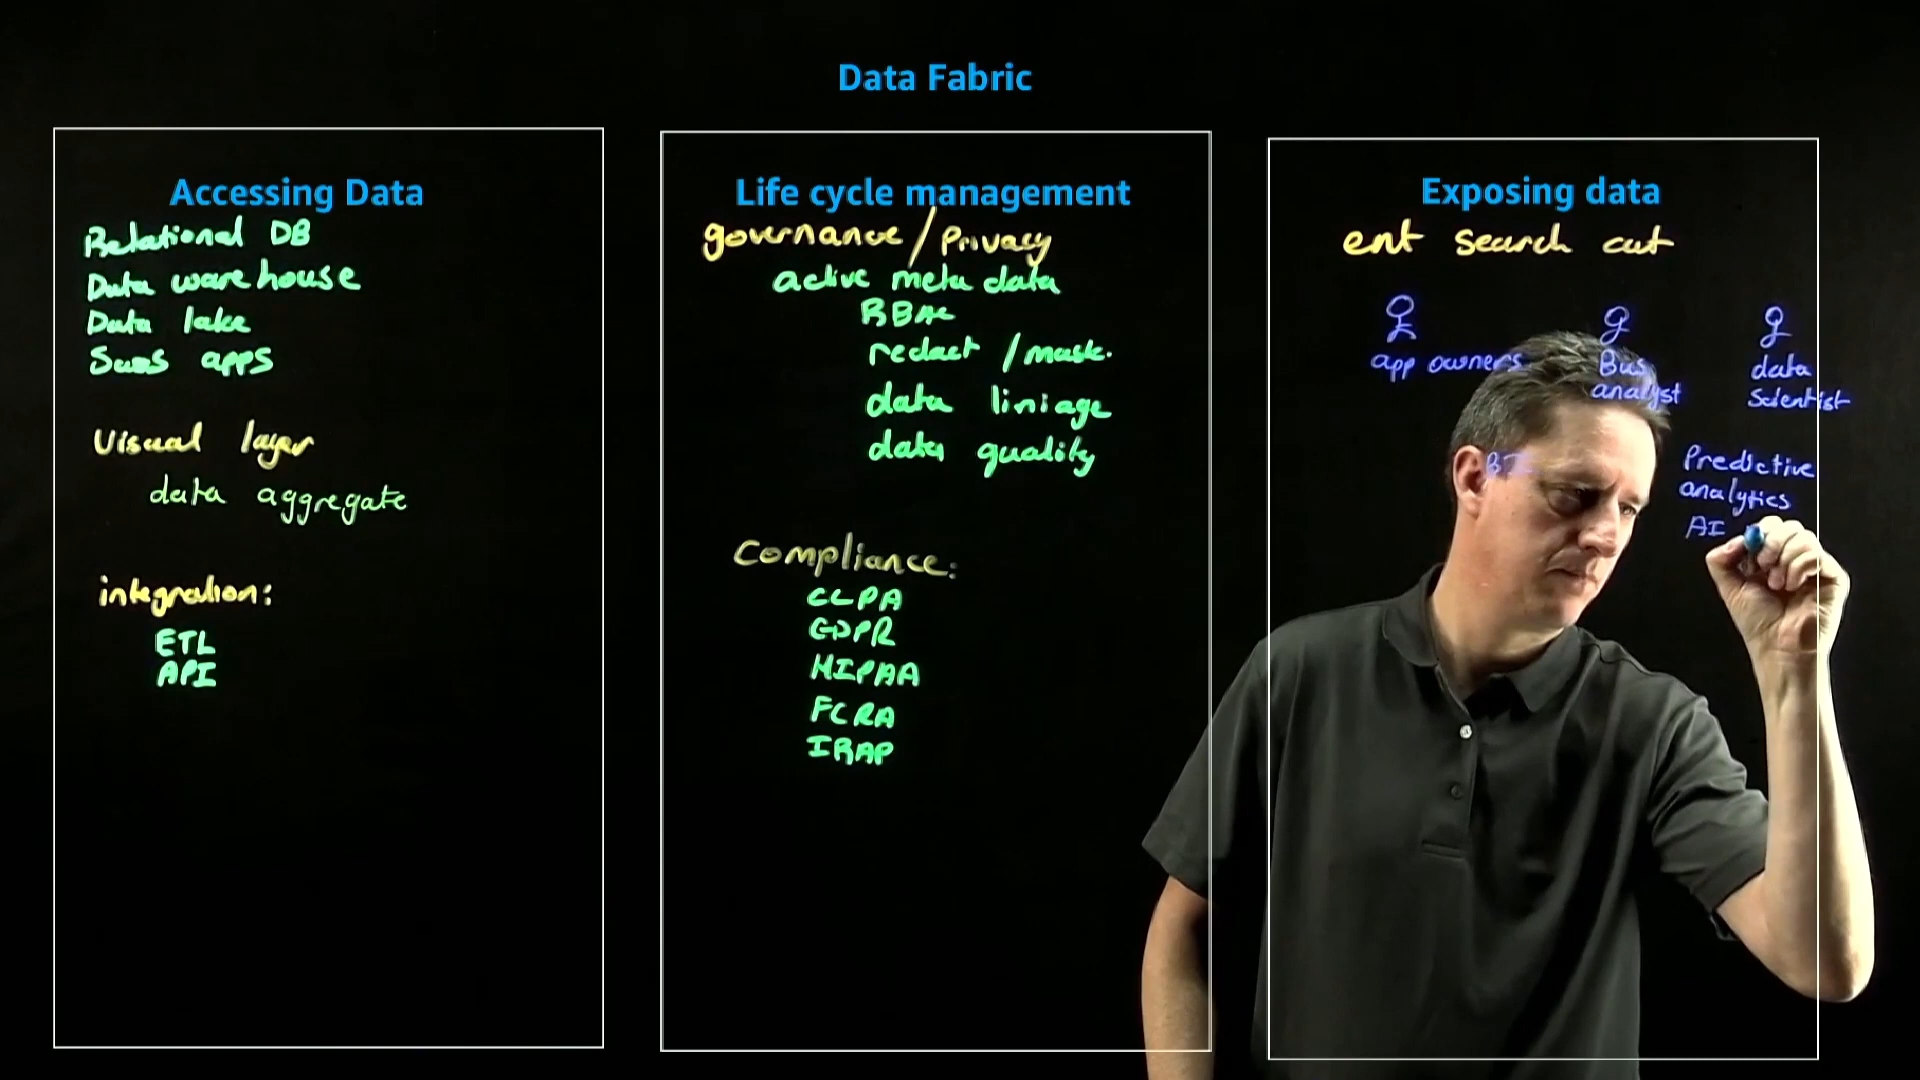 Data Fabric
Accessing Data
Relational DB
Data warehouse
Data lake
SaaS apps
Visual layer
data aggregate
integration:
ETL
API
Life cycle management
governance / privacy
active meta data
RBAC
redact / mask.
data liniage
data quality
Compliance:
CCPA
GDPR
HIPAA
FCRA
IRAP
Exposing data
ent search cat
app owners
Bus
analyst
data
Scientist
BI
Predictive
analytics
AI